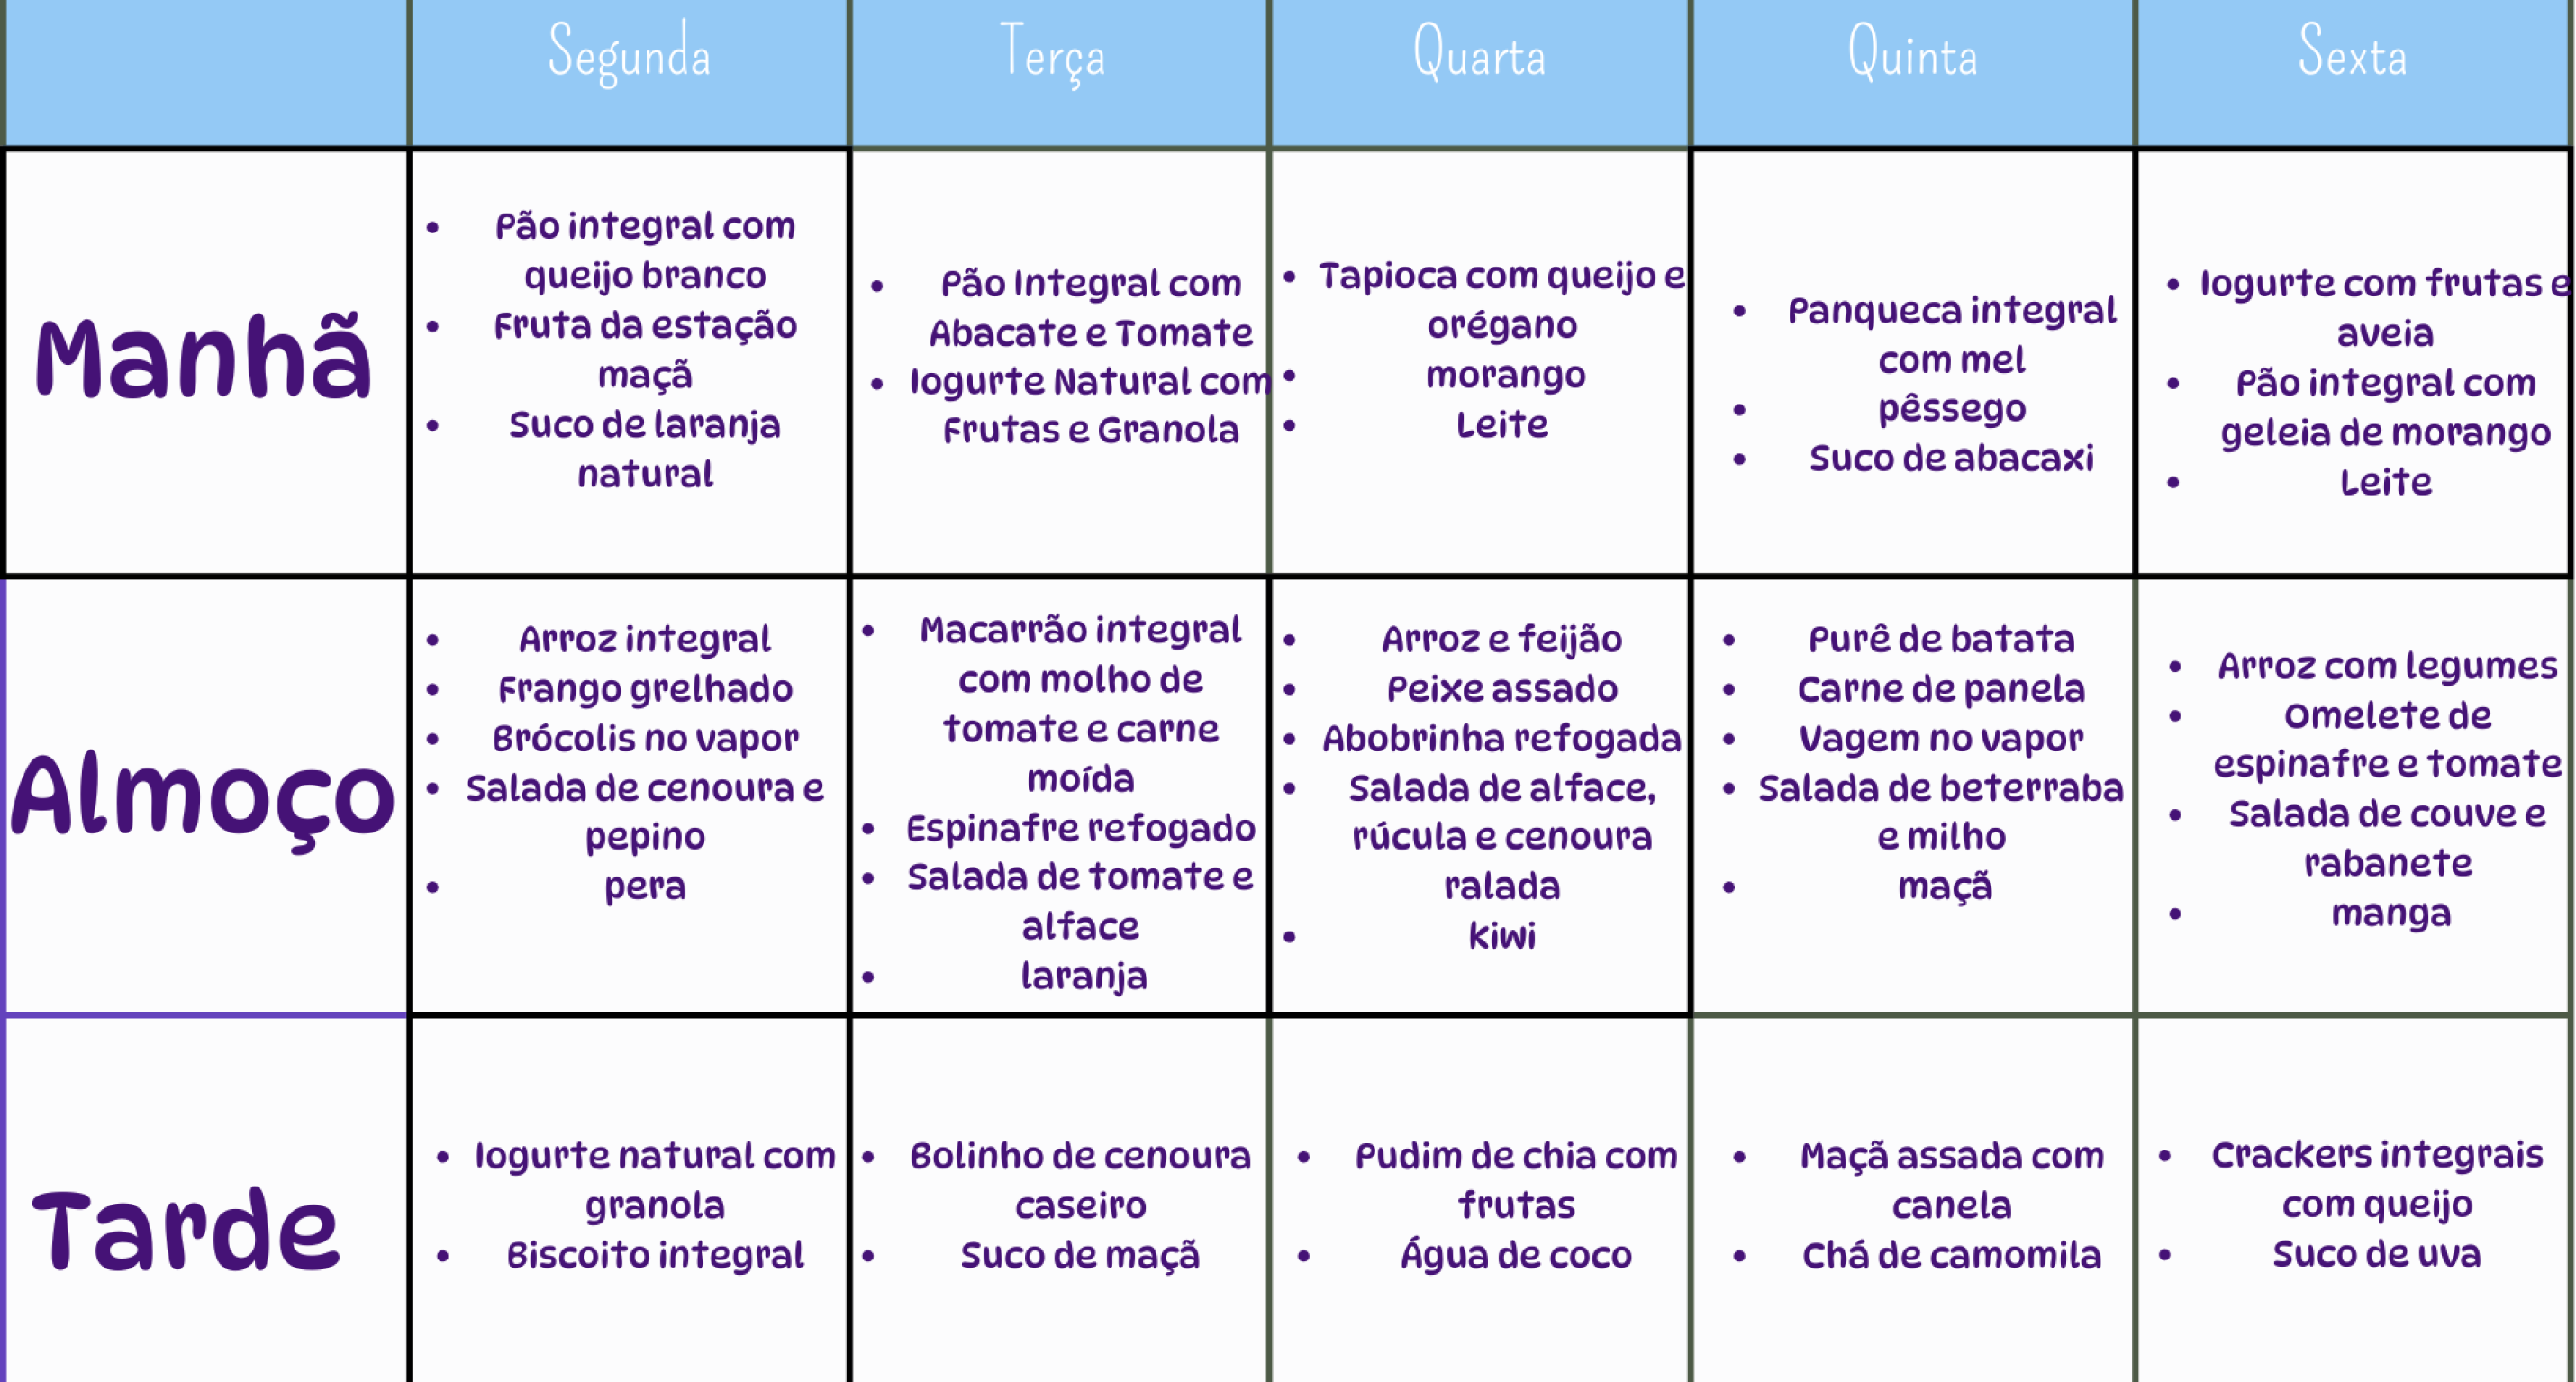 Segunda
Terça
Quarta
Quinta
Sexta
Manhã
• Pão integral com
queijo branco
• Fruta da estação
maçã
• Suco de laranja
natural
• Pão Integral com
Abacate e Tomate
• Iogurte Natural com
Frutas e Granola
• Tapioca com queijo e
orégano
• morango
• Leite
• Panqueca integral
com mel
• pêssego
• Suco de abacaxi
• Iogurte com frutas e
aveia
• Pão integral com
geleia de morango
• Leite
Almoço
• Arroz integral
• Frango grelhado
• Brócolis no vapor
• Salada de cenoura e
pepino
• pera
• Macarrão integral
com molho de
tomate e carne
moída
• Espinafre refogado
• Salada de tomate e
alface
• laranja
• Arroz e feijão
• Peixe assado
• Abobrinha refogada
• Salada de alface,
rúcula e cenoura
ralada
• kiwi
• Purê de batata
• Carne de panela
• Vagem no vapor
• Salada de beterraba
e milho
• maçã
• Arroz com legumes
• Omelete de
espinafre e tomate
• Salada de couve e
rabanete
• manga
Tarde
• Iogurte natural com
granola
• Biscoito integral
• Bolinho de cenoura
caseiro
• Suco de maçã
• Pudim de chia com
frutas
• Água de coco
• Maçã assada com
canela
• Chá de camomila
• Crackers integrais
com queijo
• Suco de uva